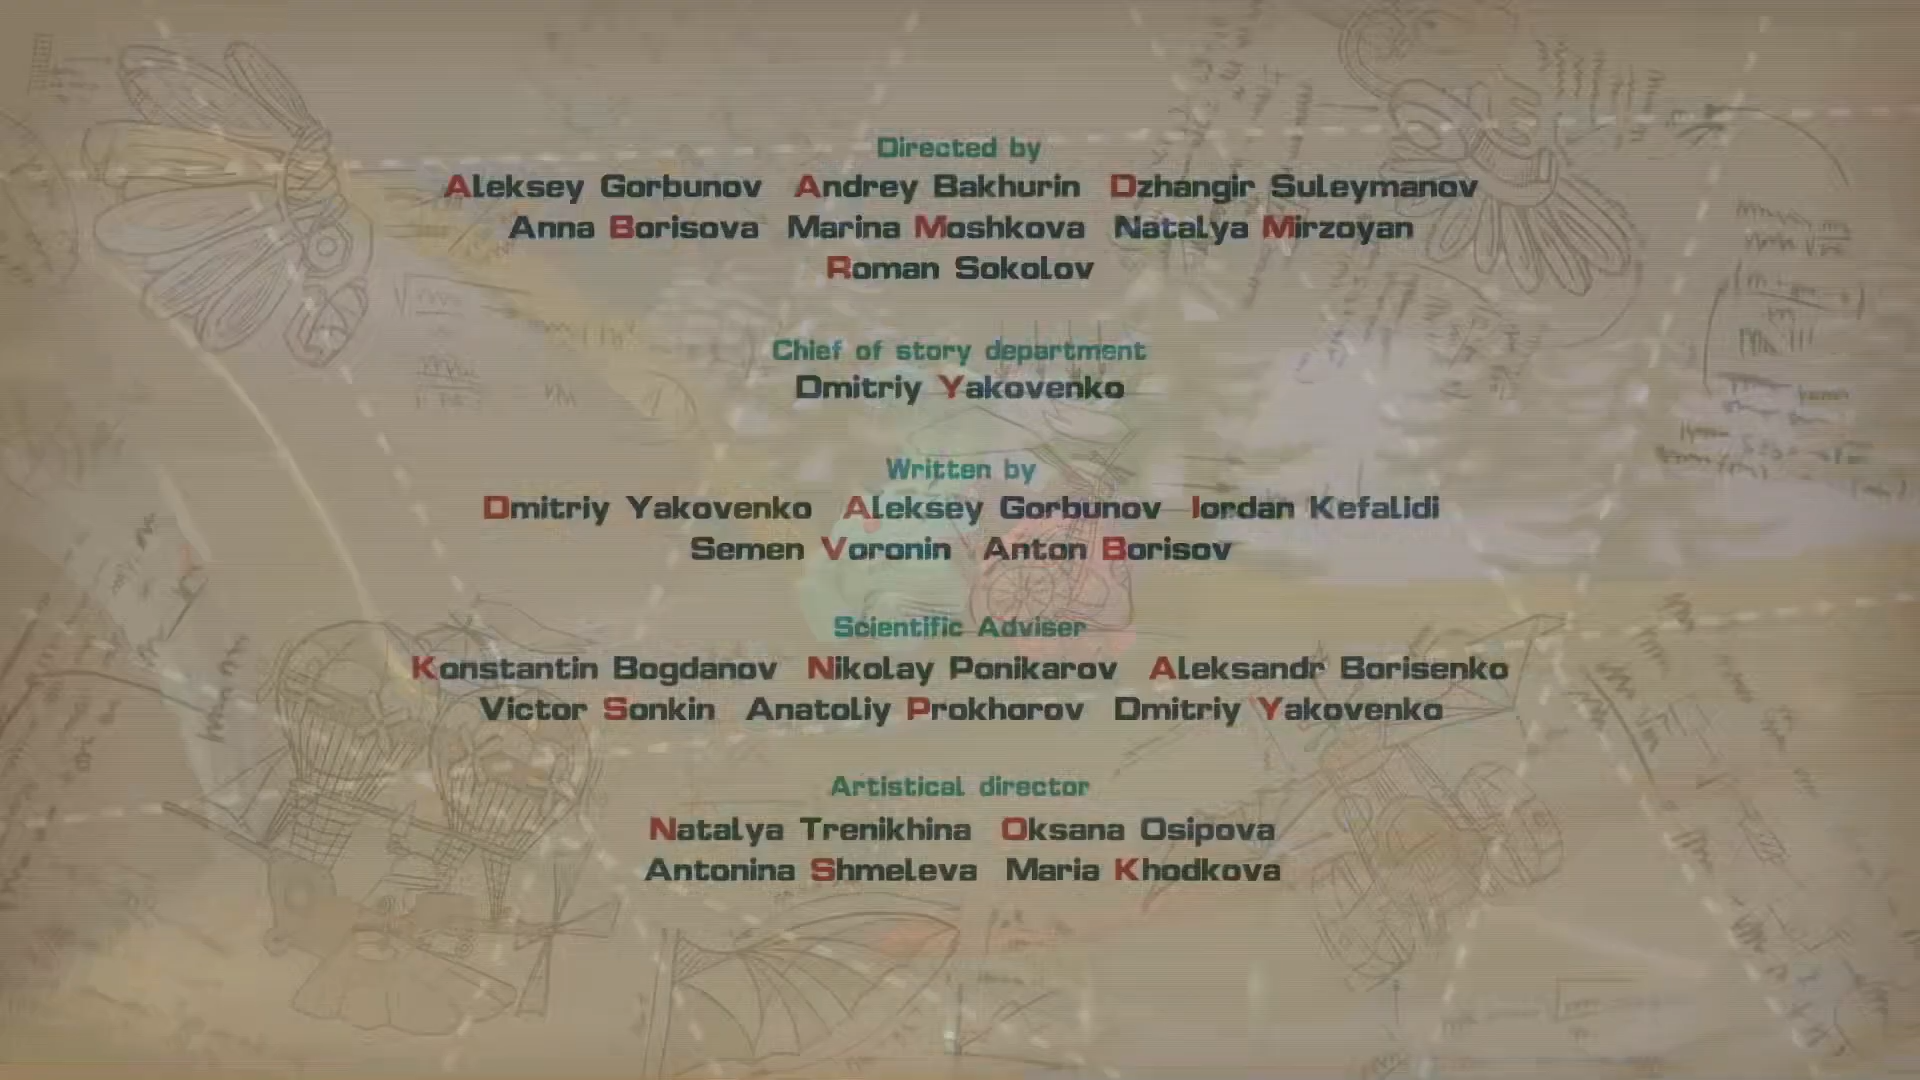 Directed by
Aleksey Gorbunov Andrey Bakhurin Dzhangir Suleymanov
Anna Borisova Marina Moshkova Natalya Mirzoyan
Roman Sokolov
Chief of story department
Dmitriy Yakovenko
Written by
Dmitriy Yakovenko Aleksey Gorbunov Iordan Kefalidi
Semen Voronin Anton Borisov
Scientific Adviser
Konstantin Bogdanov Nikolay Ponikarov Aleksandr Borisenko
Victor Sonkin Anatoliy Prokhorov Dmitriy Yakovenko
Artistical director
Natalya Trenikhina Oksana Osipova
Antonina Shmeleva Maria Khodkova